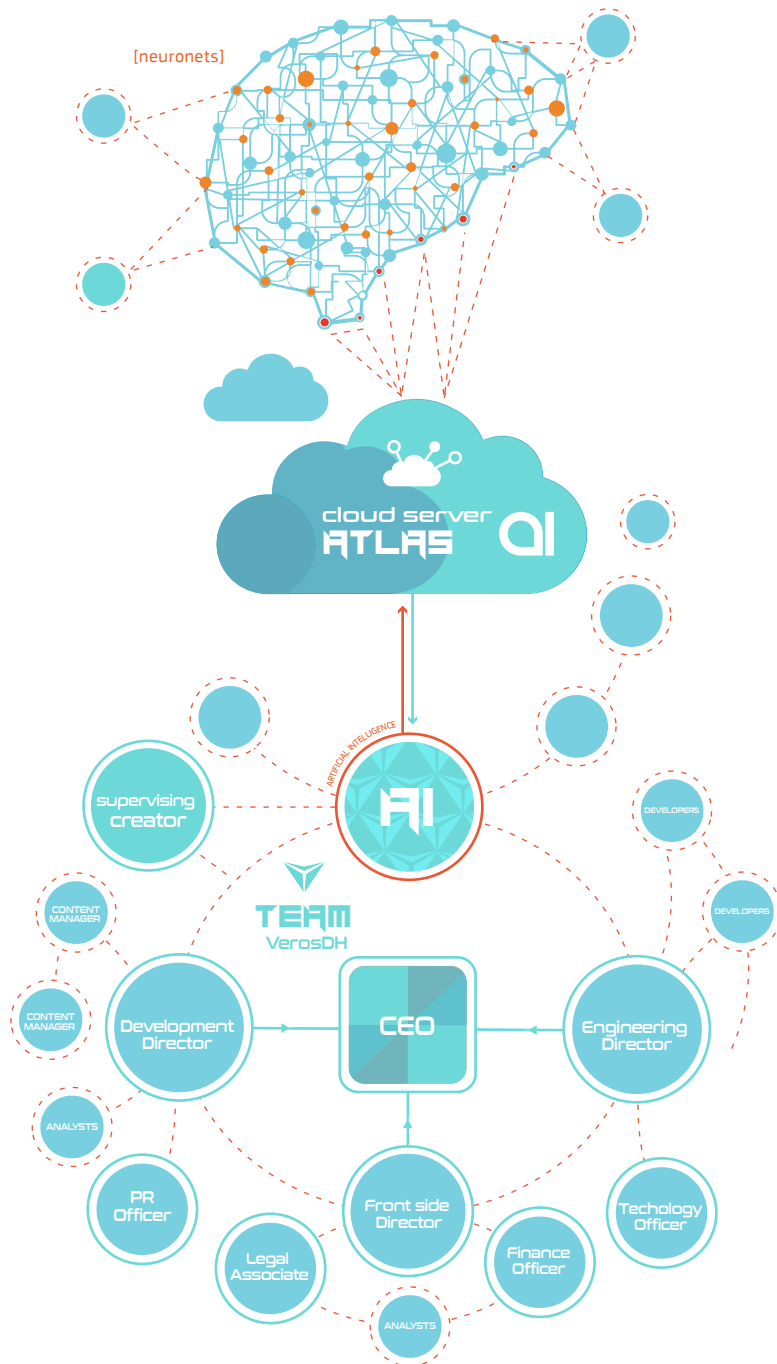 [neuronets]
cloud server
ATLAS
aI
ARTIFICIAL INTELLIGENCE
AI
supervising
creator
DEVELOPERS
TEAM
VerosDH
CONTENT
MANAGER
DEVELOPERS
CONTENT
MANAGER
Development
Director
CEO
Engineering
Director
ANALYSTS
PR
Officer
Front side
Director
Techology
Officer
Legal
Associate
Finance
Officer
ANALYSTS